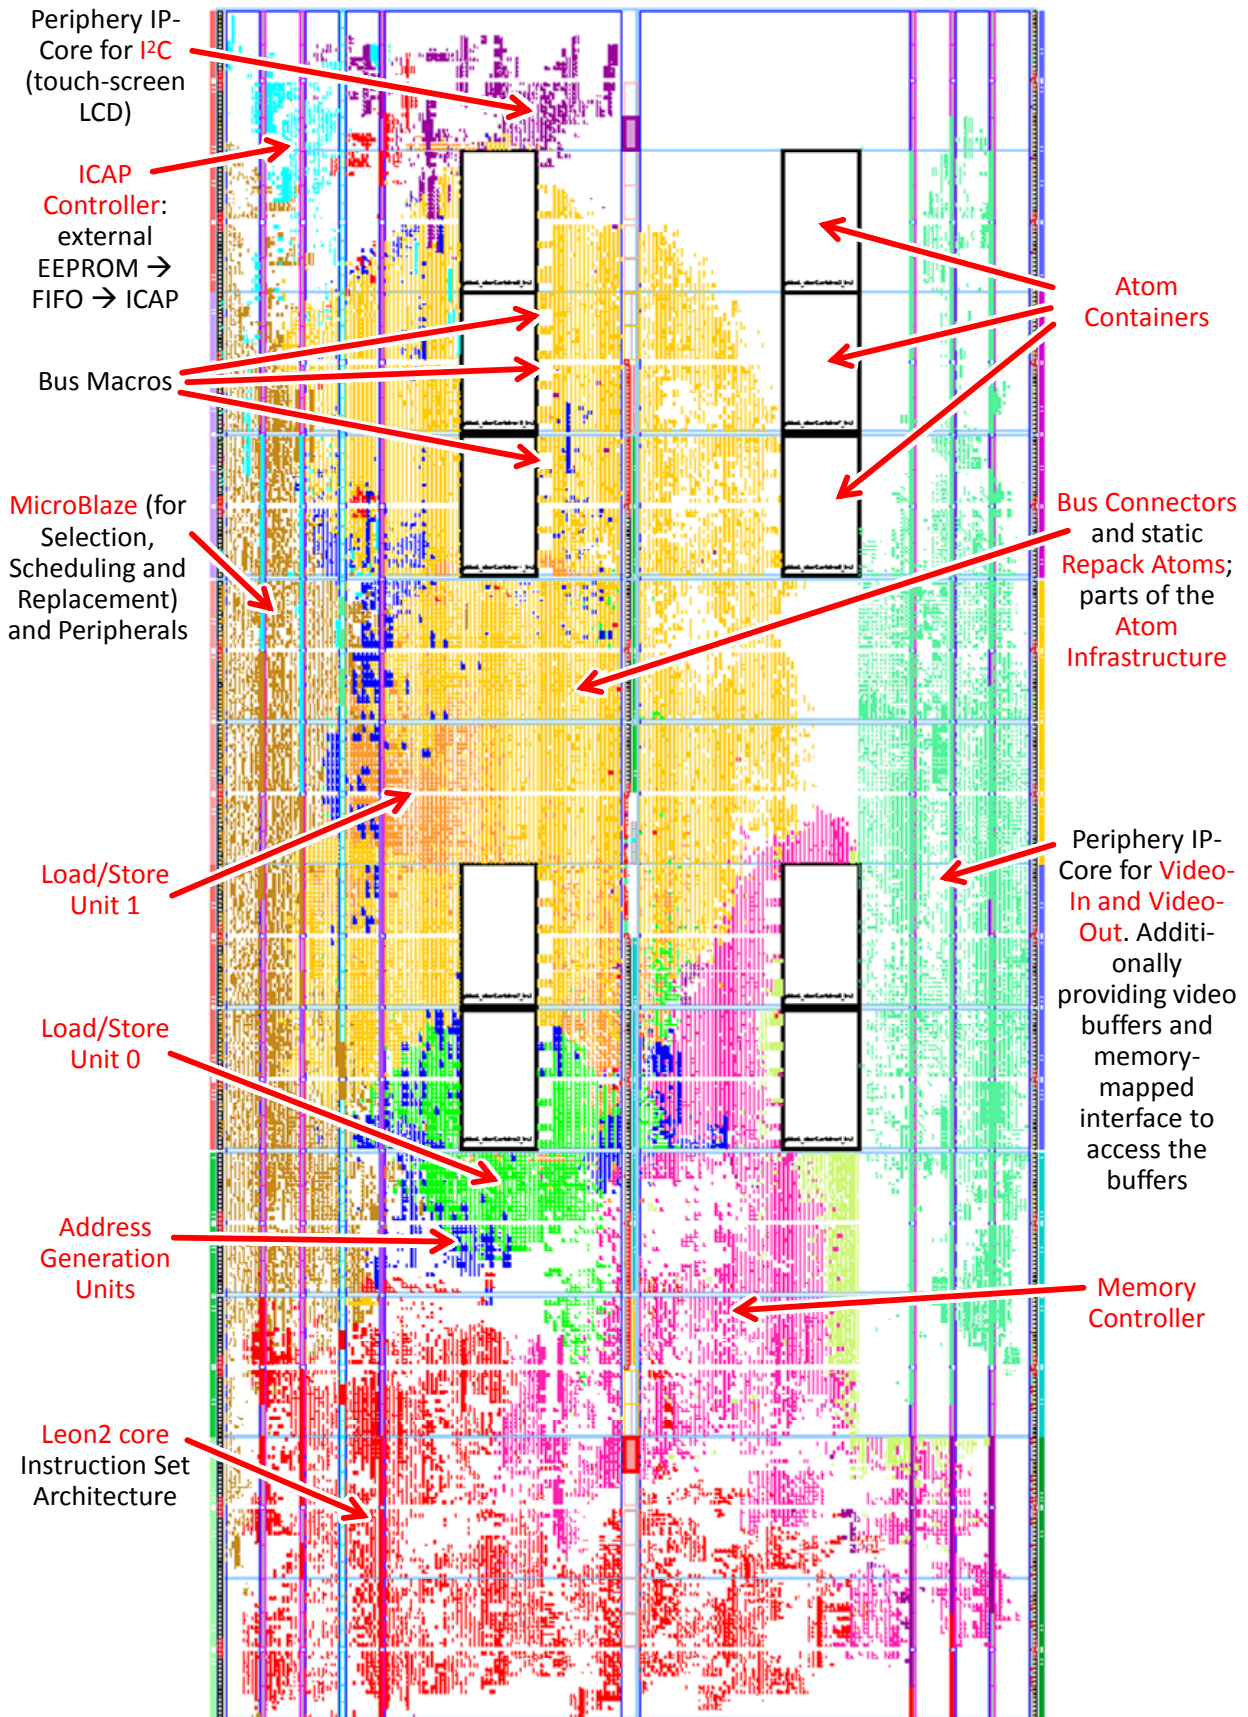 Periphery IP-
Core for I²C
(touch-screen
LCD)
ICAP
Controller:
external
EEPROM →
FIFO → ICAP
Bus Macros
MicroBlaze (for
Selection,
Scheduling and
Replacement)
and Peripherals
Load/Store
Unit 1
Load/Store
Unit 0
Address
Generation
Units
Leon2 core
Instruction Set
Architecture
Atom
Containers
Bus Connectors
and static
Repack Atoms;
parts of the
Atom
Infrastructure
Periphery IP-
Core for Video-
In and Video-
Out. Additi-
onally
providing video
buffers and
memory-
mapped
interface to
access the
buffers
Memory
Controller